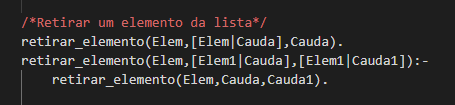 /*Retirar um elemento da lista*/
retirar_elemento(Elem,[Elem|Cauda],Cauda).
retirar_elemento(Elem,[Elem1|Cauda],[Elem1|Cauda1]):-
    retirar_elemento(Elem,Cauda,Cauda1).